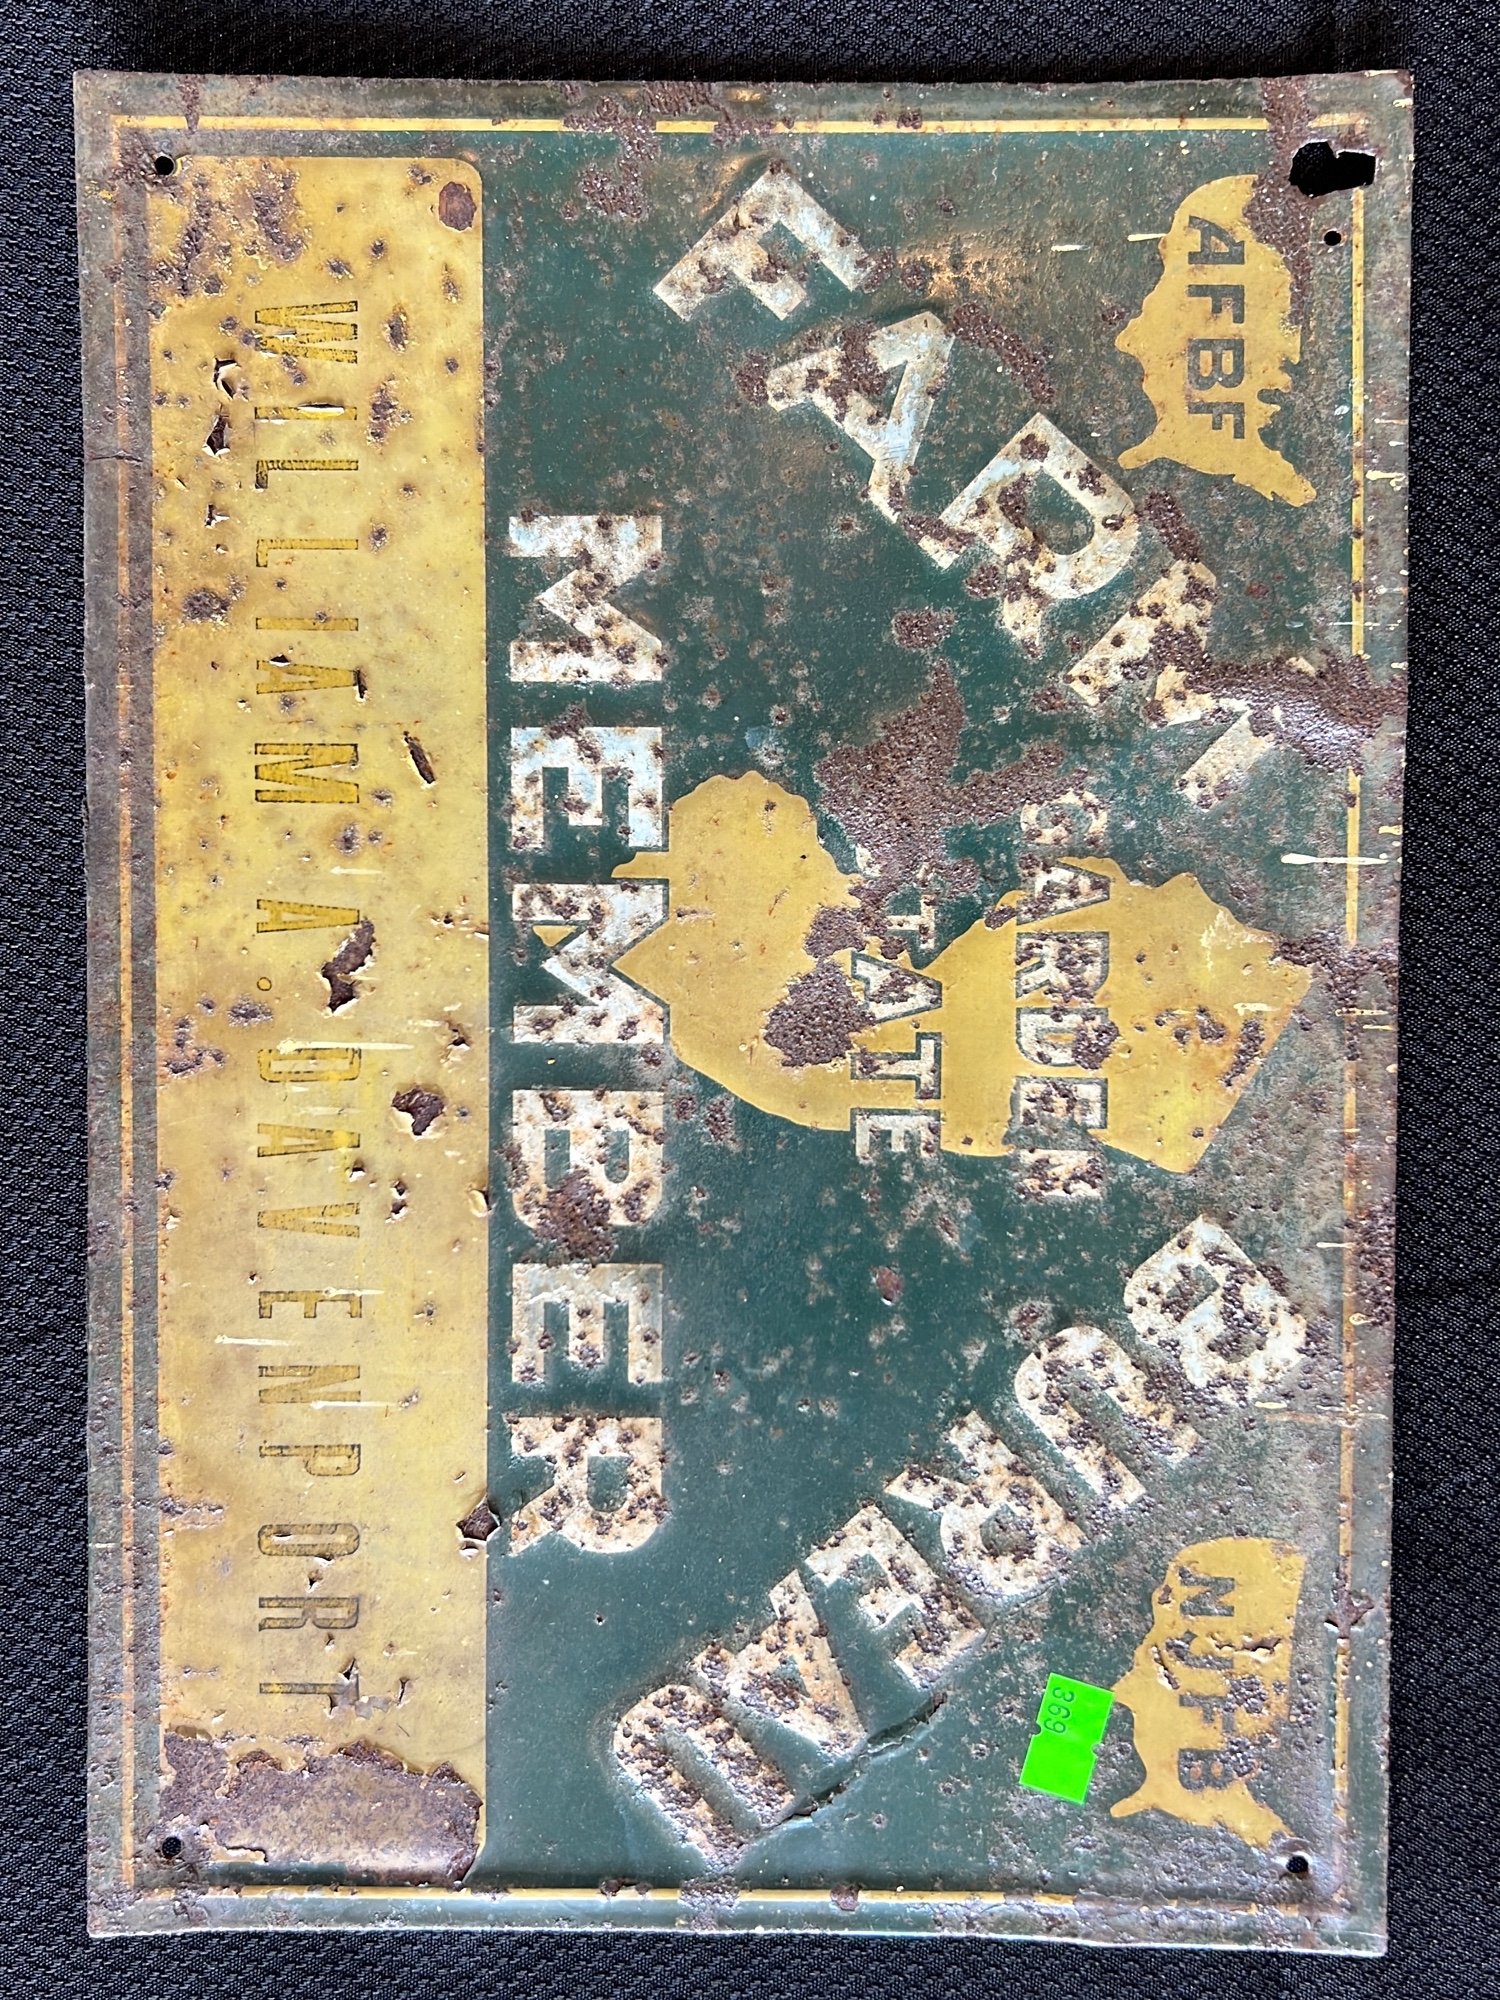 AFBF
NJFB
FARM BUREAU
GARDEN
STATE
MEMBER
WILLIAM A. DAVENPORT
369